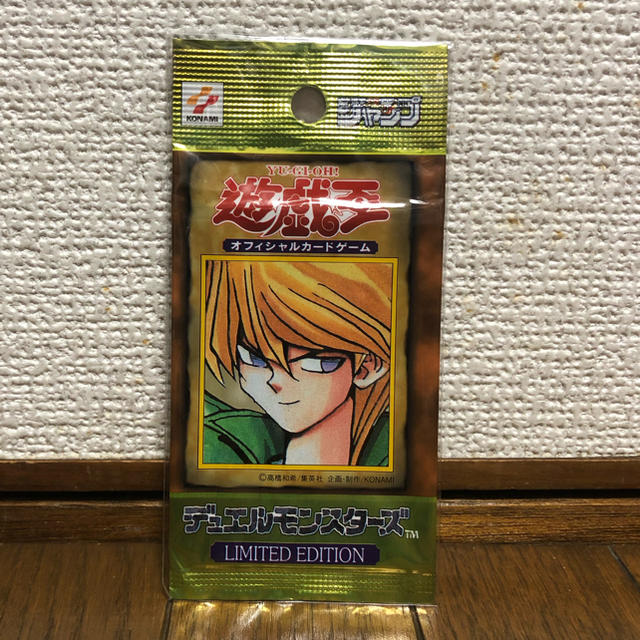 KONAMI
ジャンプ
YU-GI-OH!
遊戯王
オフィシャルカードゲーム
©高橋和希/集英社 企画・制作/KONAMI
デュエルモンスターズ™
LIMITED EDITION